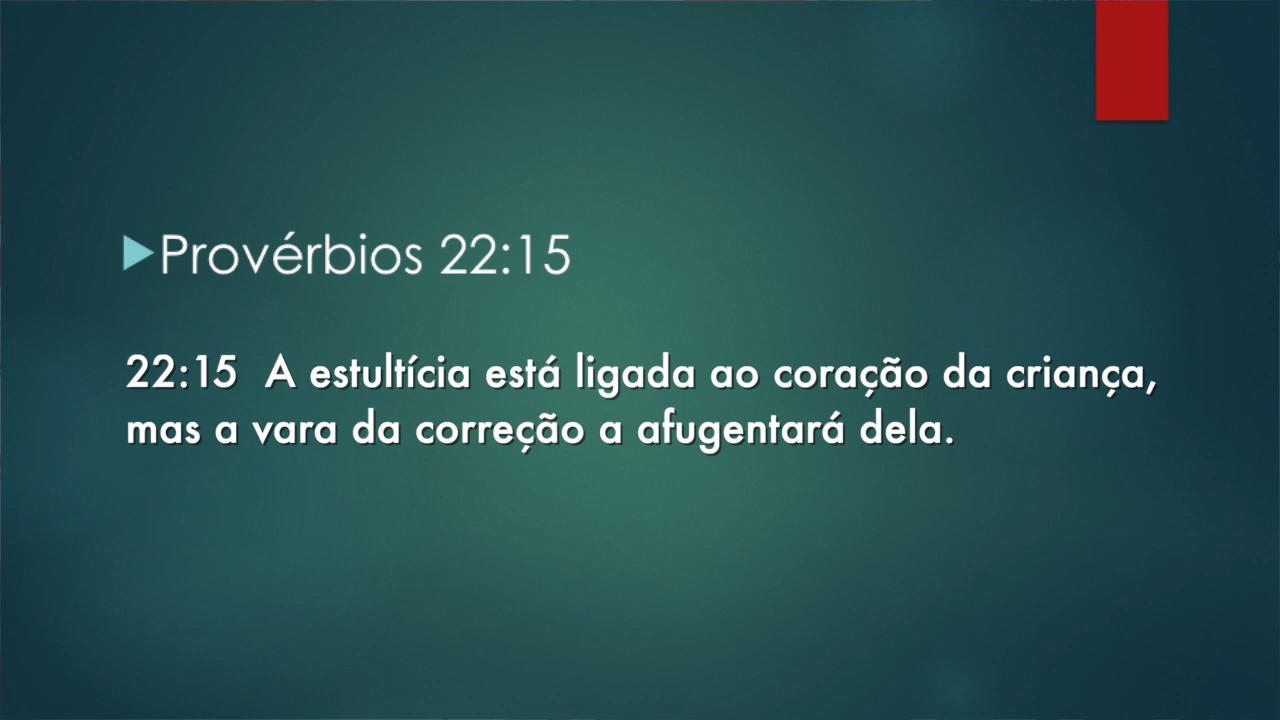 Provérbios 22:15
22:15 A estultícia está ligada ao coração da criança,
mas a vara da correção a afugentará dela.